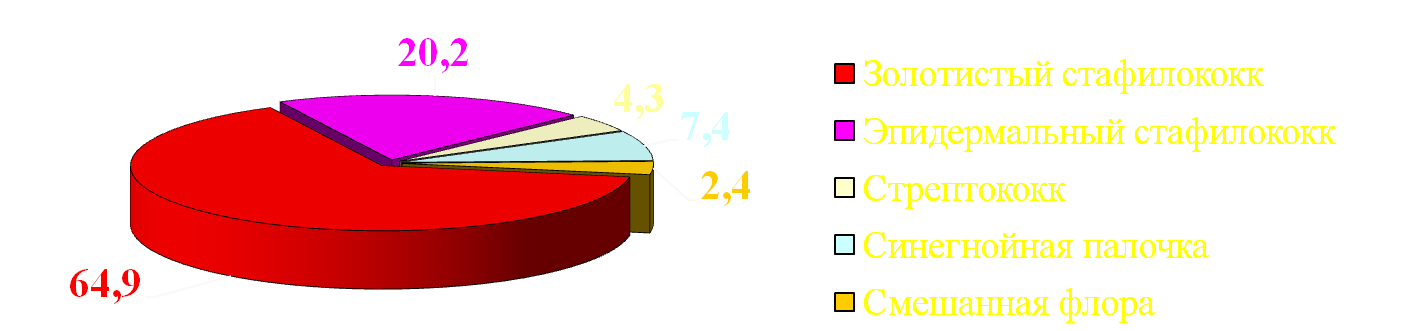 20,2
4,3
7,4
2,4
64,9
Золотистый стафилококк
Эпидермальный стафилококк
Стрептококк
Синегнойная палочка
Смешанная флора